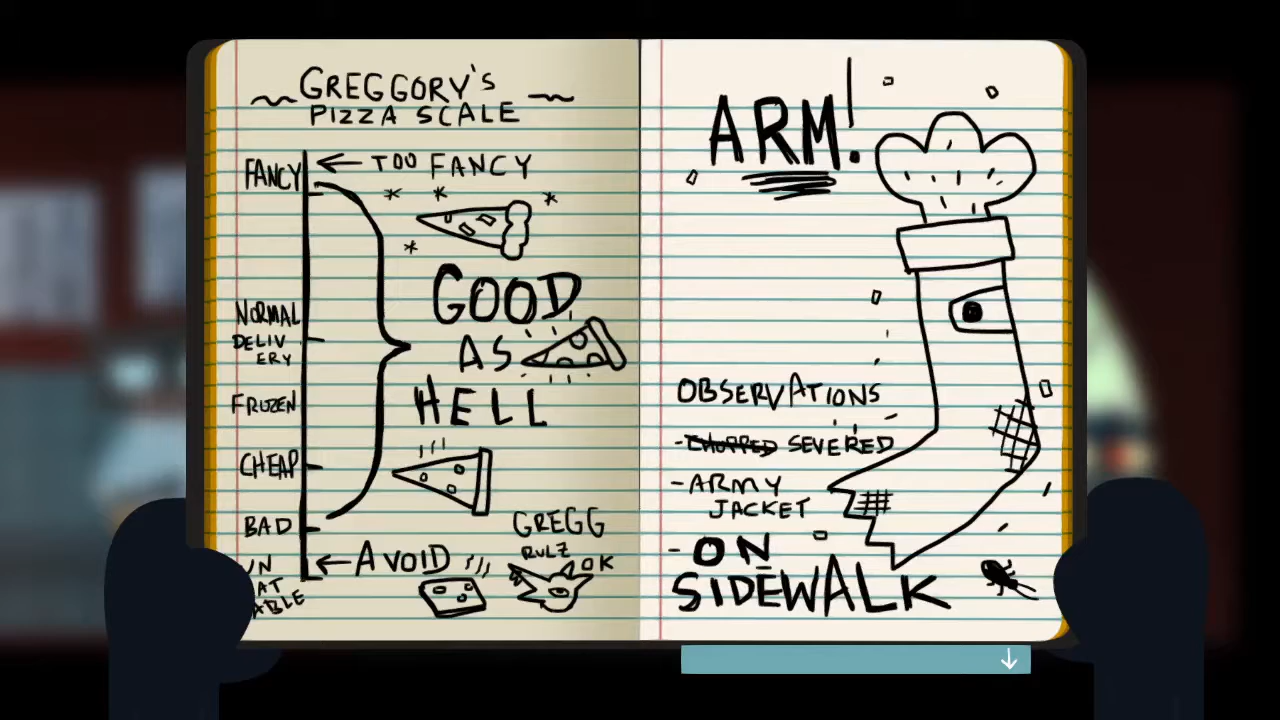 GREGGORY'S
PIZZA SCALE
FANCY
← TOO FANCY
GOOD
AS
HELL
NORMAL
DELIV
ERY
FROZEN
CHEAP
BAD
← AVOID
GREGG
RULZ
OK
ARM!
OBSERVATIONS
- CHOPPED SEVERED
- ARMY
JACKET
- ON
SIDEWALK